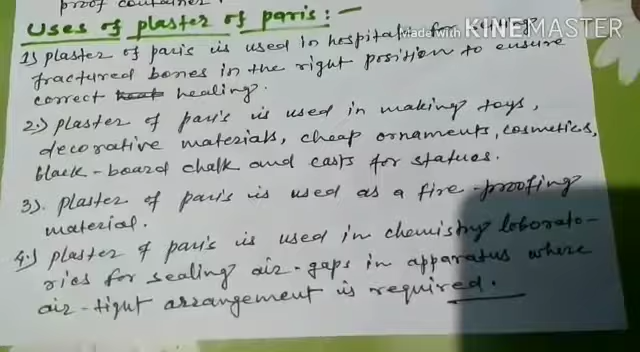 proof container.
Uses of plaster of paris :-
1) plaster of paris is used in hospitals for setting
fractured bones in the right position to ensure
correct healing.
2.) plaster of paris is used in making toys,
decorative materials, cheap ornaments, cosmetics,
black-board chalk and casts for statues.
3). plaster of paris is used as a fire-proofing
material.
4.) plaster of paris is used in chemistry loborato-
ries for sealing air-gaps in apparatus where
air-tight arrangement is required.
Made with KINEMASTER